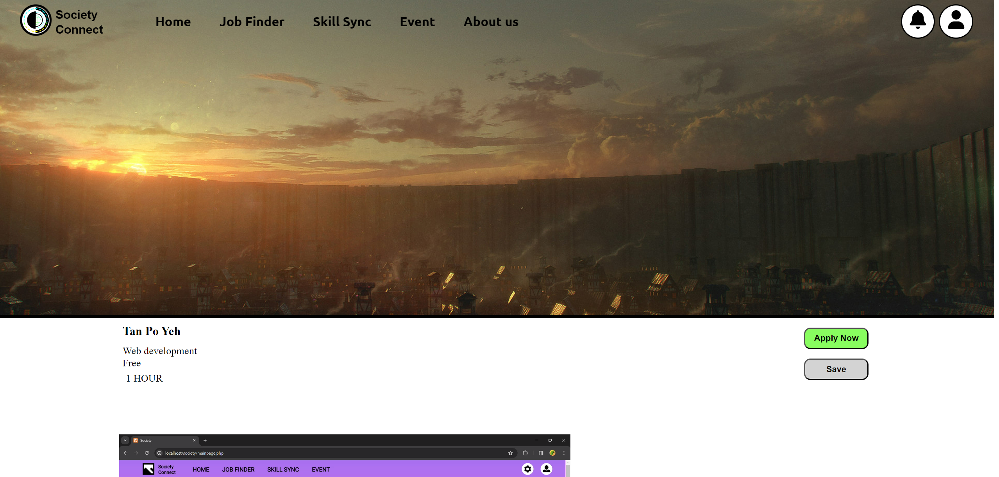 Society
Connect
Home
Job Finder
Skill Sync
Event
About us
Tan Po Yeh
Web development
Free
1 HOUR
Apply Now
Save
Society
localhost/society/mainpage.php
Society
Connect
HOME
JOB FINDER
SKILL SYNC
EVENT